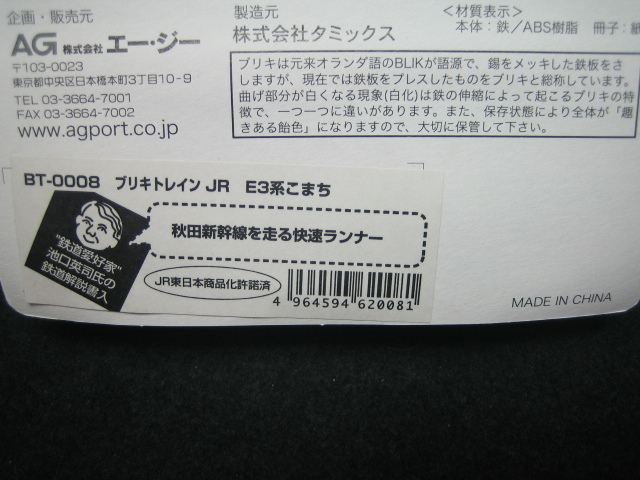 企画・販売元
AG 株式会社 エー・ジー
〒103-0023
東京都中央区日本橋本町3丁目10-9
TEL 03-3664-7001
FAX 03-3664-7002
www.agport.co.jp
製造元
株式会社タミックス
<材質表示>
本体：鉄／ABS樹脂　冊子：紙
ブリキは元来オランダ語のBLIKが語源で、錫をメッキした鉄板をさ
しますが、現在では鉄板をプレスしたものをブリキと総称しています。
曲げ部分が白くなる現象(白化)は鉄の伸縮によって起こるブリキの特
徴で、一つ一つに違いがあります。また、保存状態により全体が「趣
きある飴色」になりますので、大切に保管して下さい。
BT-0008　ブリキトレイン JR　E3系こまち
"鉄道愛好家"
池口英司氏の
鉄道解説書入
秋田新幹線を走る快速ランナー
JR東日本商品化許諾済
4 964594 620081
MADE IN CHINA